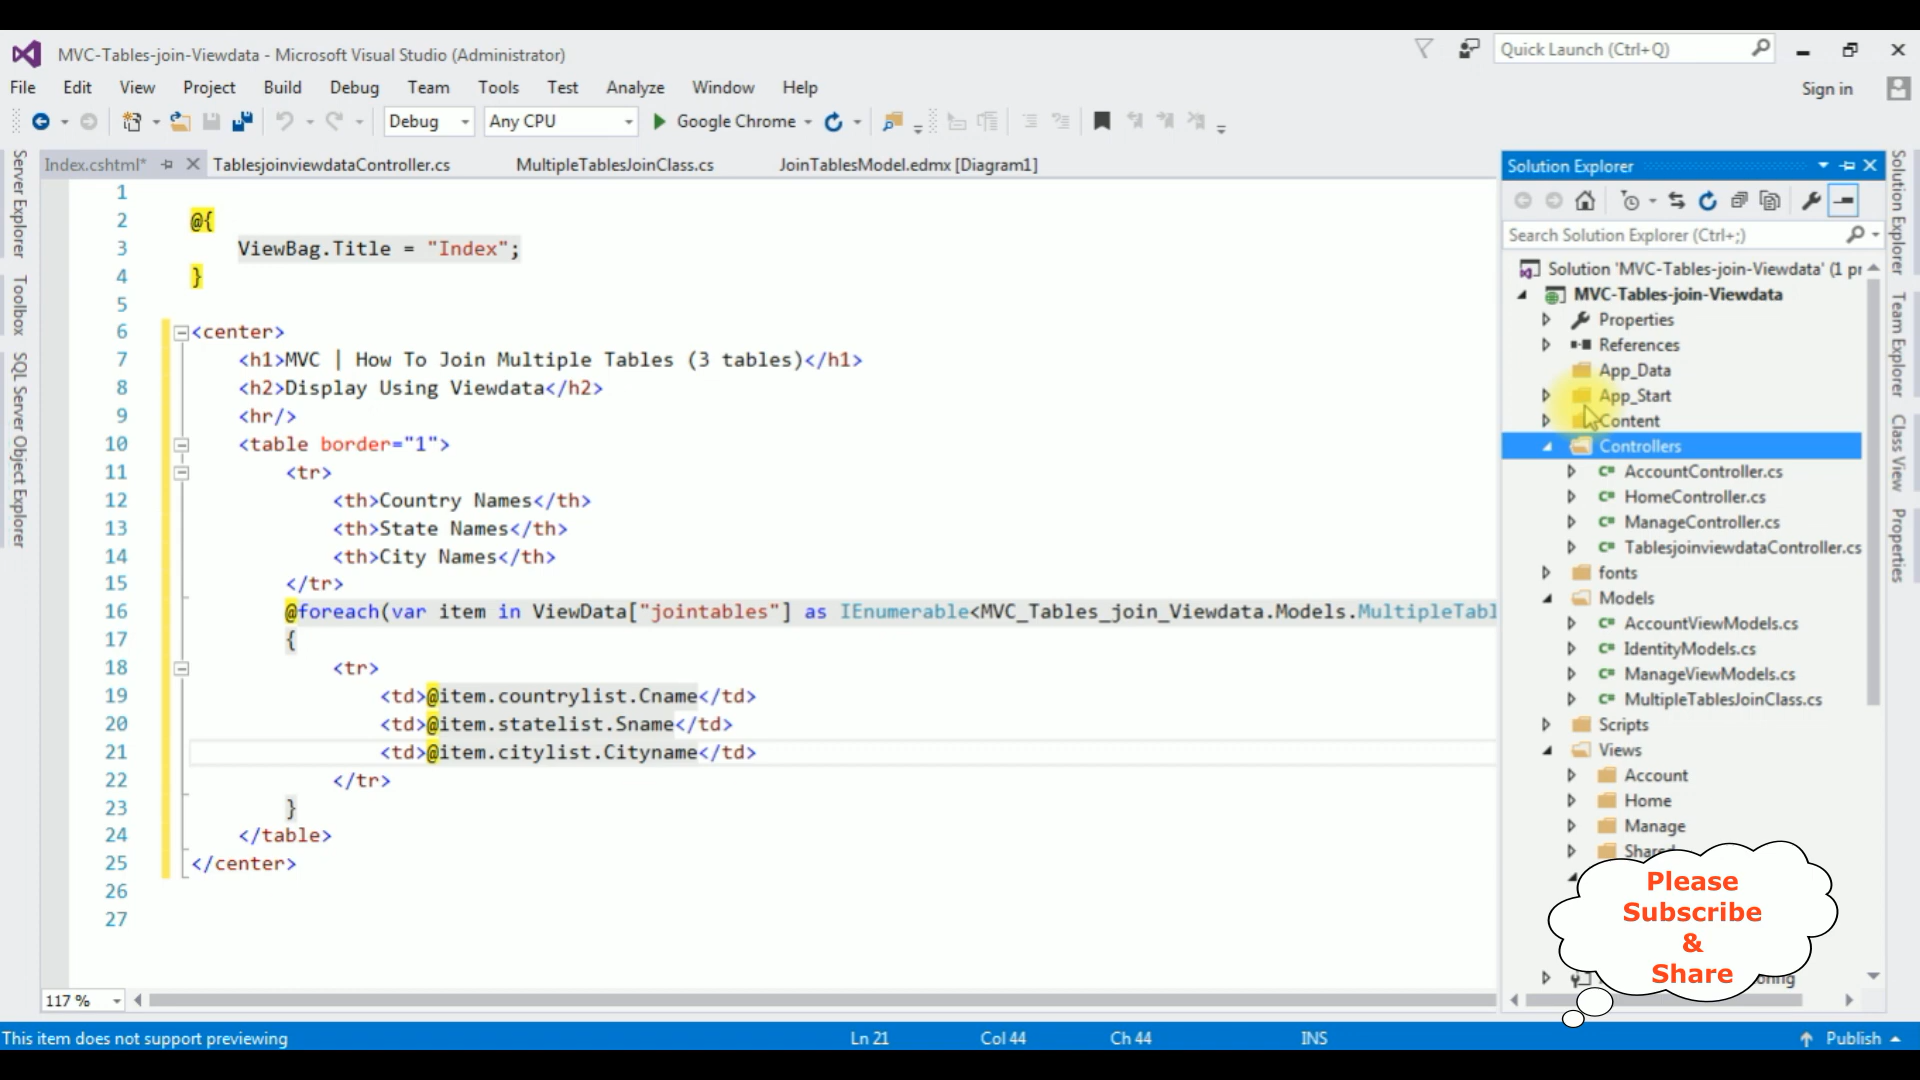 MVC-Tables-join-Viewdata - Microsoft Visual Studio (Administrator)
Quick Launch (Ctrl+Q)
File Edit View Project Build Debug Team Tools Test Analyze Window Help
Sign in
Debug Any CPU Google Chrome
Index.cshtml* TablesjoinviewdataController.cs MultipleTablesJoinClass.cs JoinTablesModel.edmx [Diagram1]
Server Explorer
Toolbox
SQL Server Object Explorer
1
2 @{
3 ViewBag.Title = "Index";
4 }
5
6 <center>
7 <h1>MVC | How To Join Multiple Tables (3 tables)</h1>
8 <h2>Display Using Viewdata</h2>
9 <hr/>
10 <table border="1">
11 <tr>
12 <th>Country Names</th>
13 <th>State Names</th>
14 <th>City Names</th>
15 </tr>
16 @foreach(var item in ViewData["jointables"] as IEnumerable<MVC_Tables_join_Viewdata.Models.MultipleTabl
17 {
18 <tr>
19 <td>@item.countrylist.Cname</td>
20 <td>@item.statelist.Sname</td>
21 <td>@item.citylist.Cityname</td>
22 </tr>
23 }
24 </table>
25 </center>
26
27
117 %
Solution Explorer
Search Solution Explorer (Ctrl+;)
Solution 'MVC-Tables-join-Viewdata' (1 pr
MVC-Tables-join-Viewdata
Properties
References
App_Data
App_Start
Content
Controllers
AccountController.cs
HomeController.cs
ManageController.cs
TablesjoinviewdataController.cs
fonts
Models
AccountViewModels.cs
IdentityModels.cs
ManageViewModels.cs
MultipleTablesJoinClass.cs
Scripts
Views
Account
Home
Manage
Shared
Please
Subscribe
&
Share
Solution Explorer
Team Explorer
Class View
Properties
This item does not support previewing Ln 21 Col 44 Ch 44 INS Publish